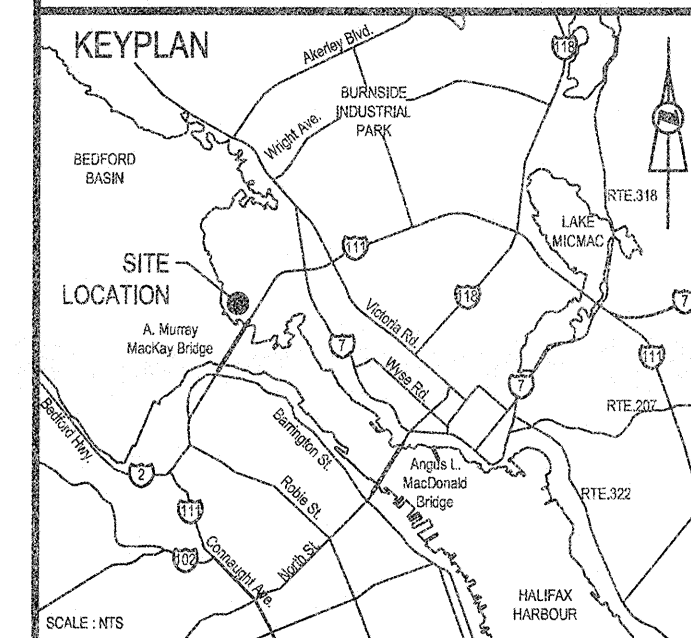 KEYPLAN
Akerley Blvd.
118
BURNSIDE
INDUSTRIAL
PARK
Wright Ave.
BEDFORD
BASIN
RTE.318
LAKE
MICMAC
111
SITE
LOCATION
118
7
A. Murray
MacKay Bridge
Victoria Rd.
7
111
Wyse Rd.
7
Bedford Hwy.
RTE.207
Barrington St.
2
Angus L.
MacDonald
Bridge
Robie St.
RTE.322
111
102
Connaught Ave.
North St.
HALIFAX
HARBOUR
SCALE : NTS